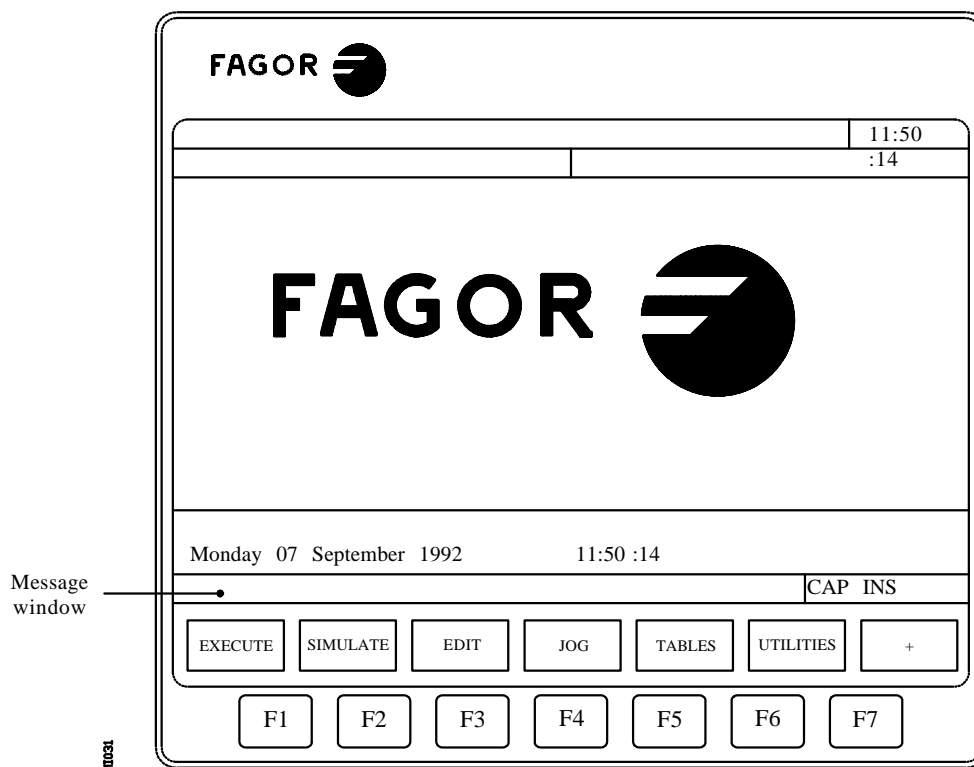 FAGOR
11:50
:14
FAGOR
Monday 07 September 1992 11:50 :14
Message
window
CAP INS
EXECUTE SIMULATE EDIT JOG TABLES UTILITIES +
F1 F2 F3 F4 F5 F6 F7